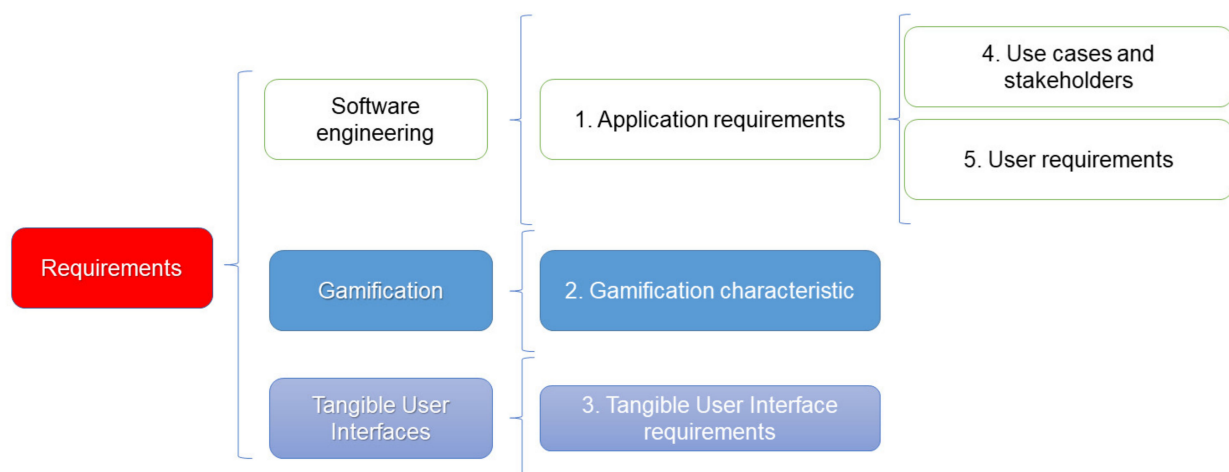 Requirements
Software
engineering
1. Application requirements
4. Use cases and
stakeholders
5. User requirements
Gamification
2. Gamification characteristic
Tangible User
Interfaces
3. Tangible User Interface
requirements